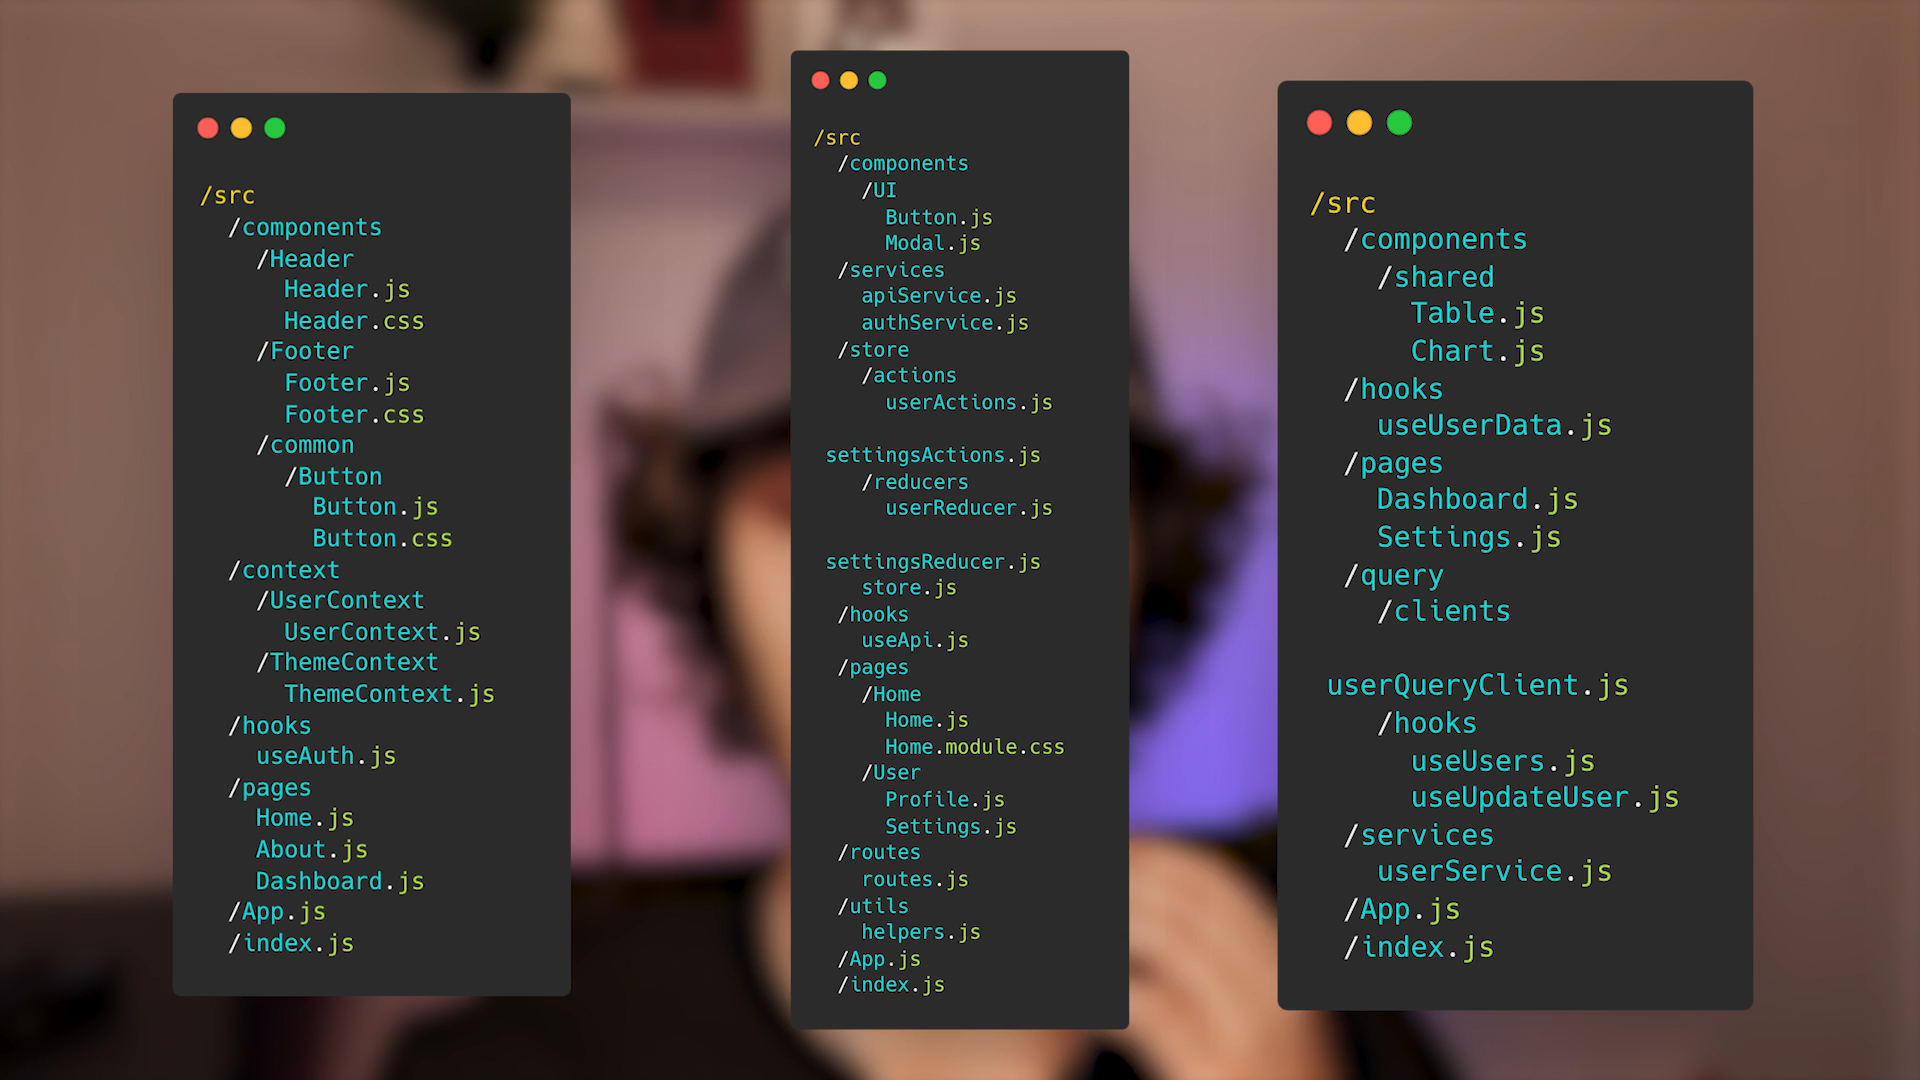 /src
/components
/Header
Header.js
Header.css
/Footer
Footer.js
Footer.css
/common
/Button
Button.js
Button.css
/context
/UserContext
UserContext.js
/ThemeContext
ThemeContext.js
/hooks
useAuth.js
/pages
Home.js
About.js
Dashboard.js
/App.js
/index.js
/src
/components
/UI
Button.js
Modal.js
/services
apiService.js
authService.js
/store
/actions
userActions.js
settingsActions.js
/reducers
userReducer.js
settingsReducer.js
store.js
/hooks
useApi.js
/pages
/Home
Home.js
Home.module.css
/User
Profile.js
Settings.js
/routes
routes.js
/utils
helpers.js
/App.js
/index.js
/src
/components
/shared
Table.js
Chart.js
/hooks
useUserData.js
/pages
Dashboard.js
Settings.js
/query
/clients
userQueryClient.js
/hooks
useUsers.js
useUpdateUser.js
/services
userService.js
/App.js
/index.js